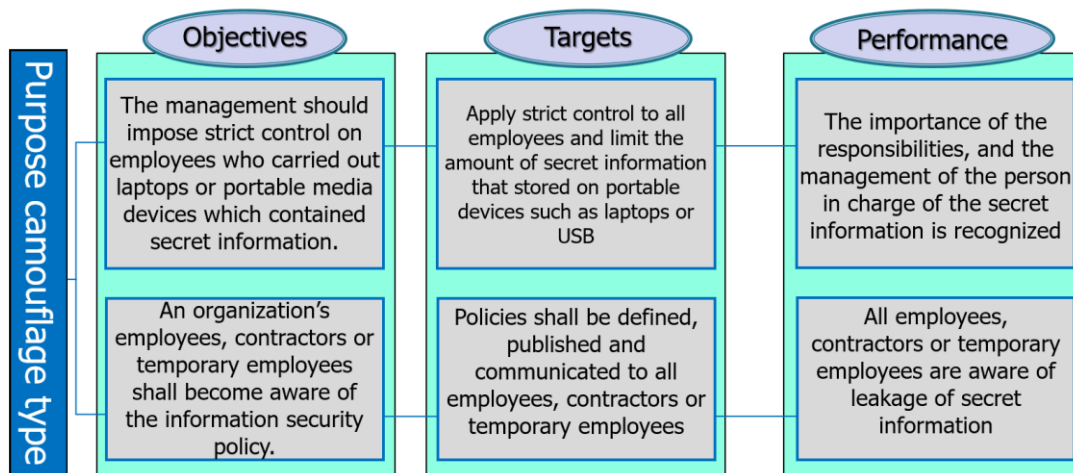 Objectives
Targets
Performance
Purpose camouflage type
The management should
impose strict control on
employees who carried out
laptops or portable media
devices which contained
secret information.
Apply strict control to all
employees and limit the
amount of secret information
that stored on portable
devices such as laptops or
USB
The importance of the
responsibilities, and the
management of the person
in charge of the secret
information is recognized
An organization’s
employees, contractors or
temporary employees
shall become aware of
the information security
policy.
Policies shall be defined,
published and
communicated to all
employees, contractors or
temporary employees
All employees,
contractors or temporary
employees are aware of
leakage of secret
information